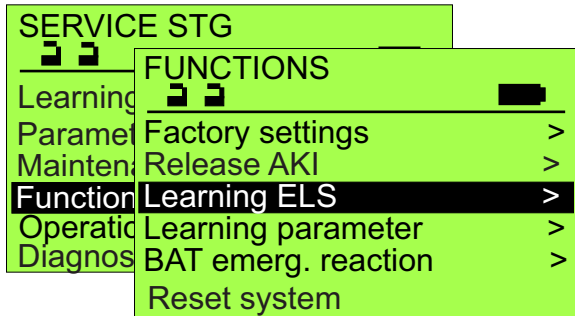 SERVICE STG
FUNCTIONS
Learning
Paramet
Factory settings >
Mainten
Release AKI >
Function
Learning ELS >
Operatio
Learning parameter >
Diagnos
BAT emerg. reaction >
Reset system